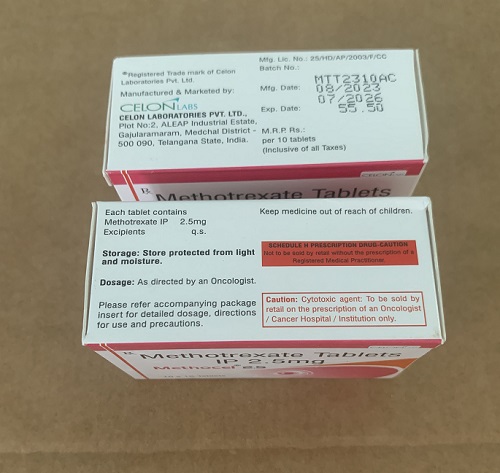 *Registered Trade mark of Celon
Laboratories Pvt. Ltd.
Manufactured & Marketed by:
CELON LABS
CELON LABORATORIES PVT. LTD.,
Plot No:2, ALEAP Industrial Estate,
Gajularamaram, Medchal District -
500 090, Telangana State, India.
Mfg. Lic. No.: 25/HD/AP/2003/F/CC
Batch No.:
MTT2310AC
Mfg. Date: 08/2023
Exp. Date: 07/2026
M.R.P. Rs.: 55.50
per 10 tablets
(Inclusive of all Taxes)
Methotrexate Tablets
Each tablet contains
Methotrexate IP 2.5mg
Excipients q.s.
Storage: Store protected from light
and moisture.
Dosage: As directed by an Oncologist.
Please refer accompanying package
insert for detailed dosage, directions
for use and precautions.
Keep medicine out of reach of children.
SCHEDULE H PRESCRIPTION DRUG-CAUTION
Not to be sold by retail without the prescription of a
Registered Medical Practitioner.
Caution: Cytotoxic agent: To be sold by
retail on the prescription of an Oncologist
/ Cancer Hospital / Institution only.
Methotrexate Tablets
IP 2.5mg